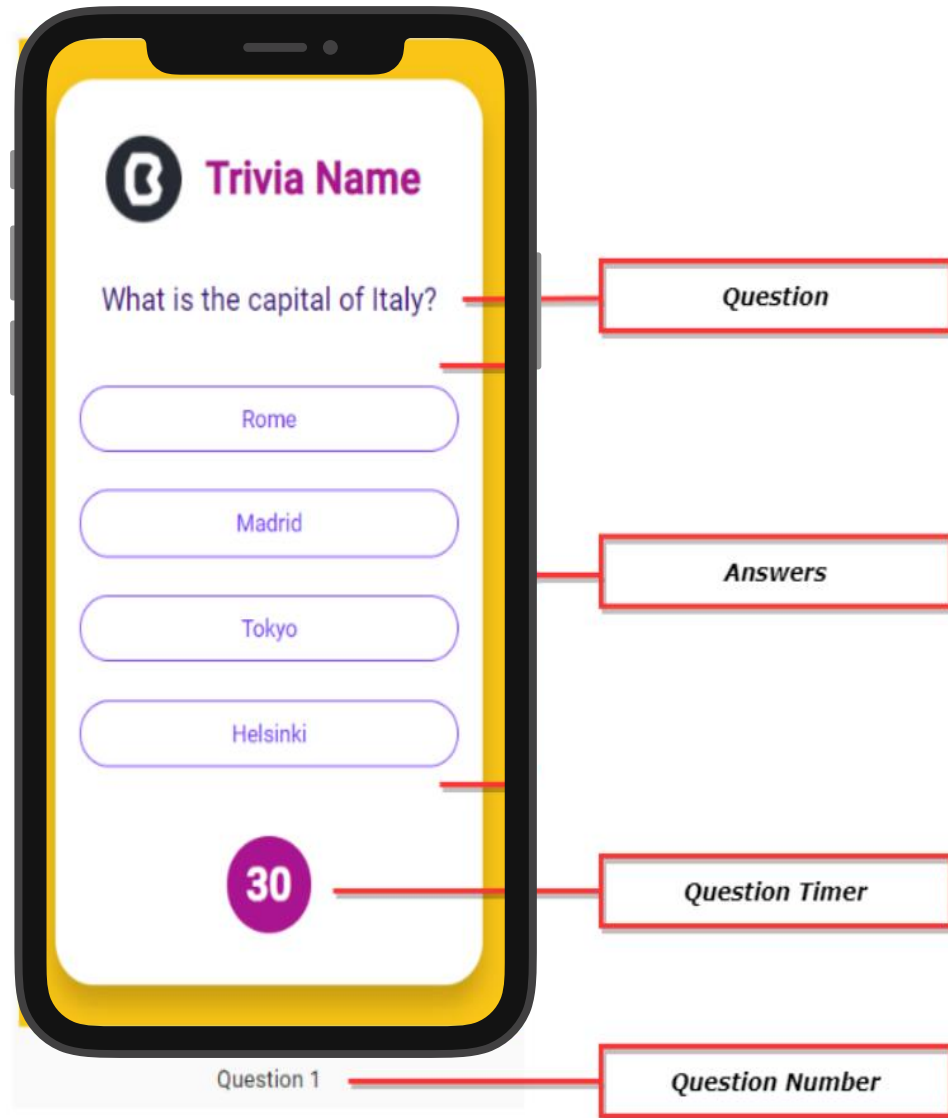 Trivia Name
What is the capital of Italy?
Question
Rome
Madrid
Answers
Tokyo
Helsinki
30
Question Timer
Question 1
Question Number